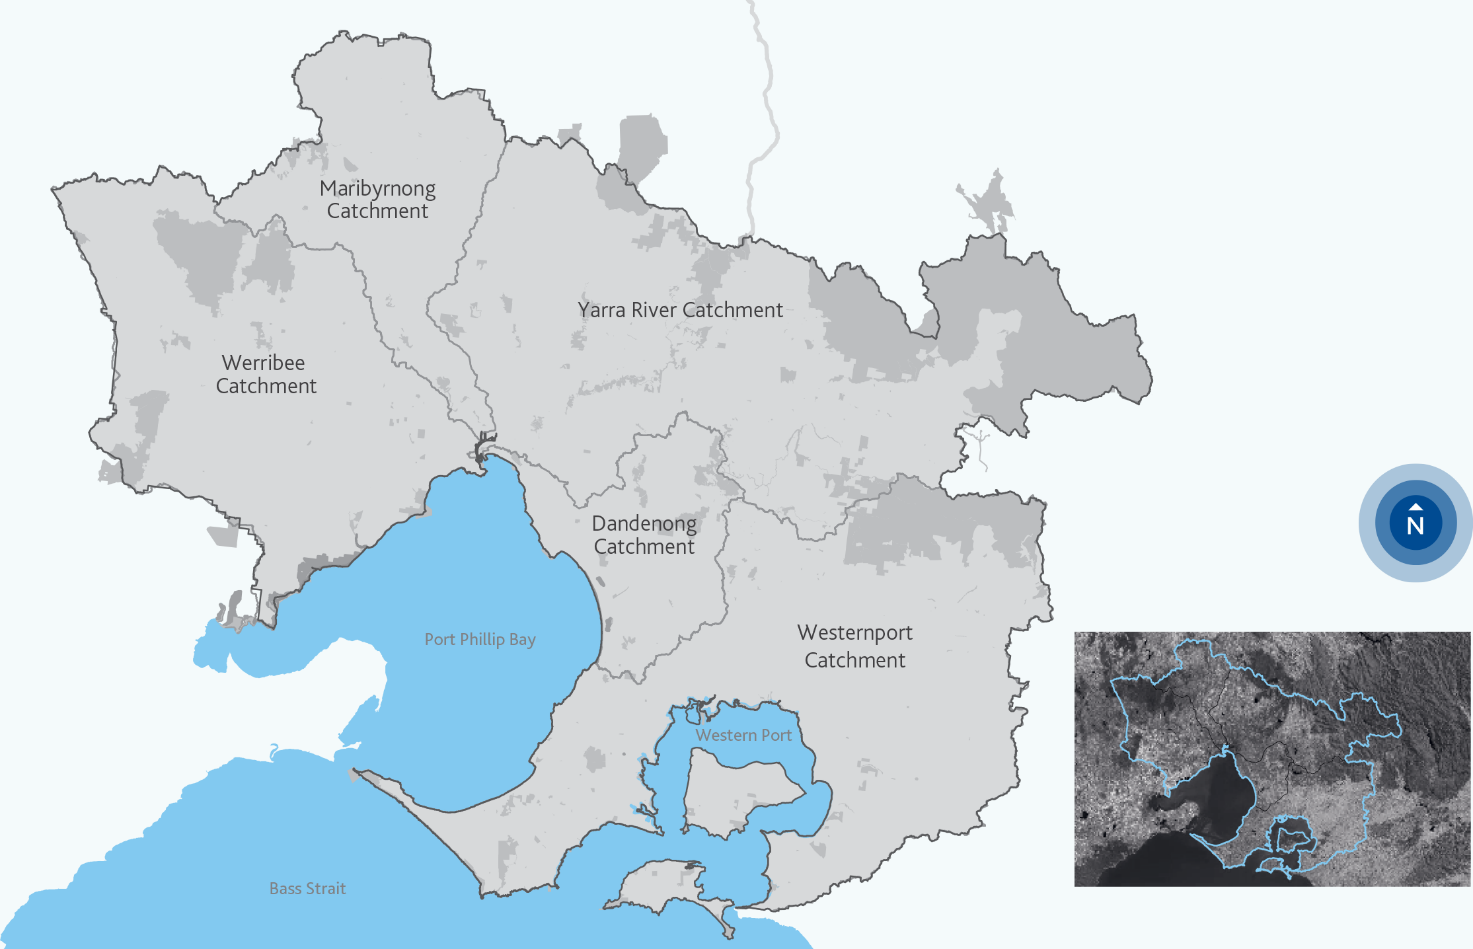 Maribyrnong
Catchment
Yarra River Catchment
Werribee
Catchment
Dandenong
Catchment
N
Westernport
Catchment
Port Phillip Bay
Western Port
Bass Strait